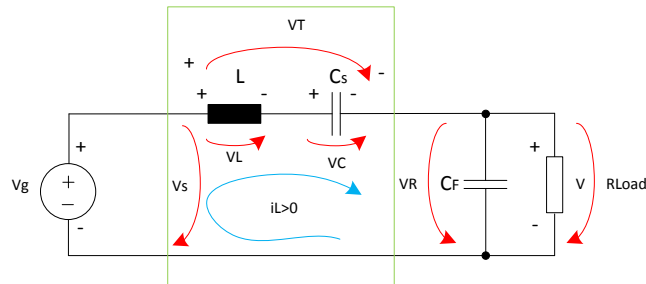 VT
+ L Cs -
+ - + -
VL VC
+ Vg + − - Vs iL>0 VR CF + V - RLoad